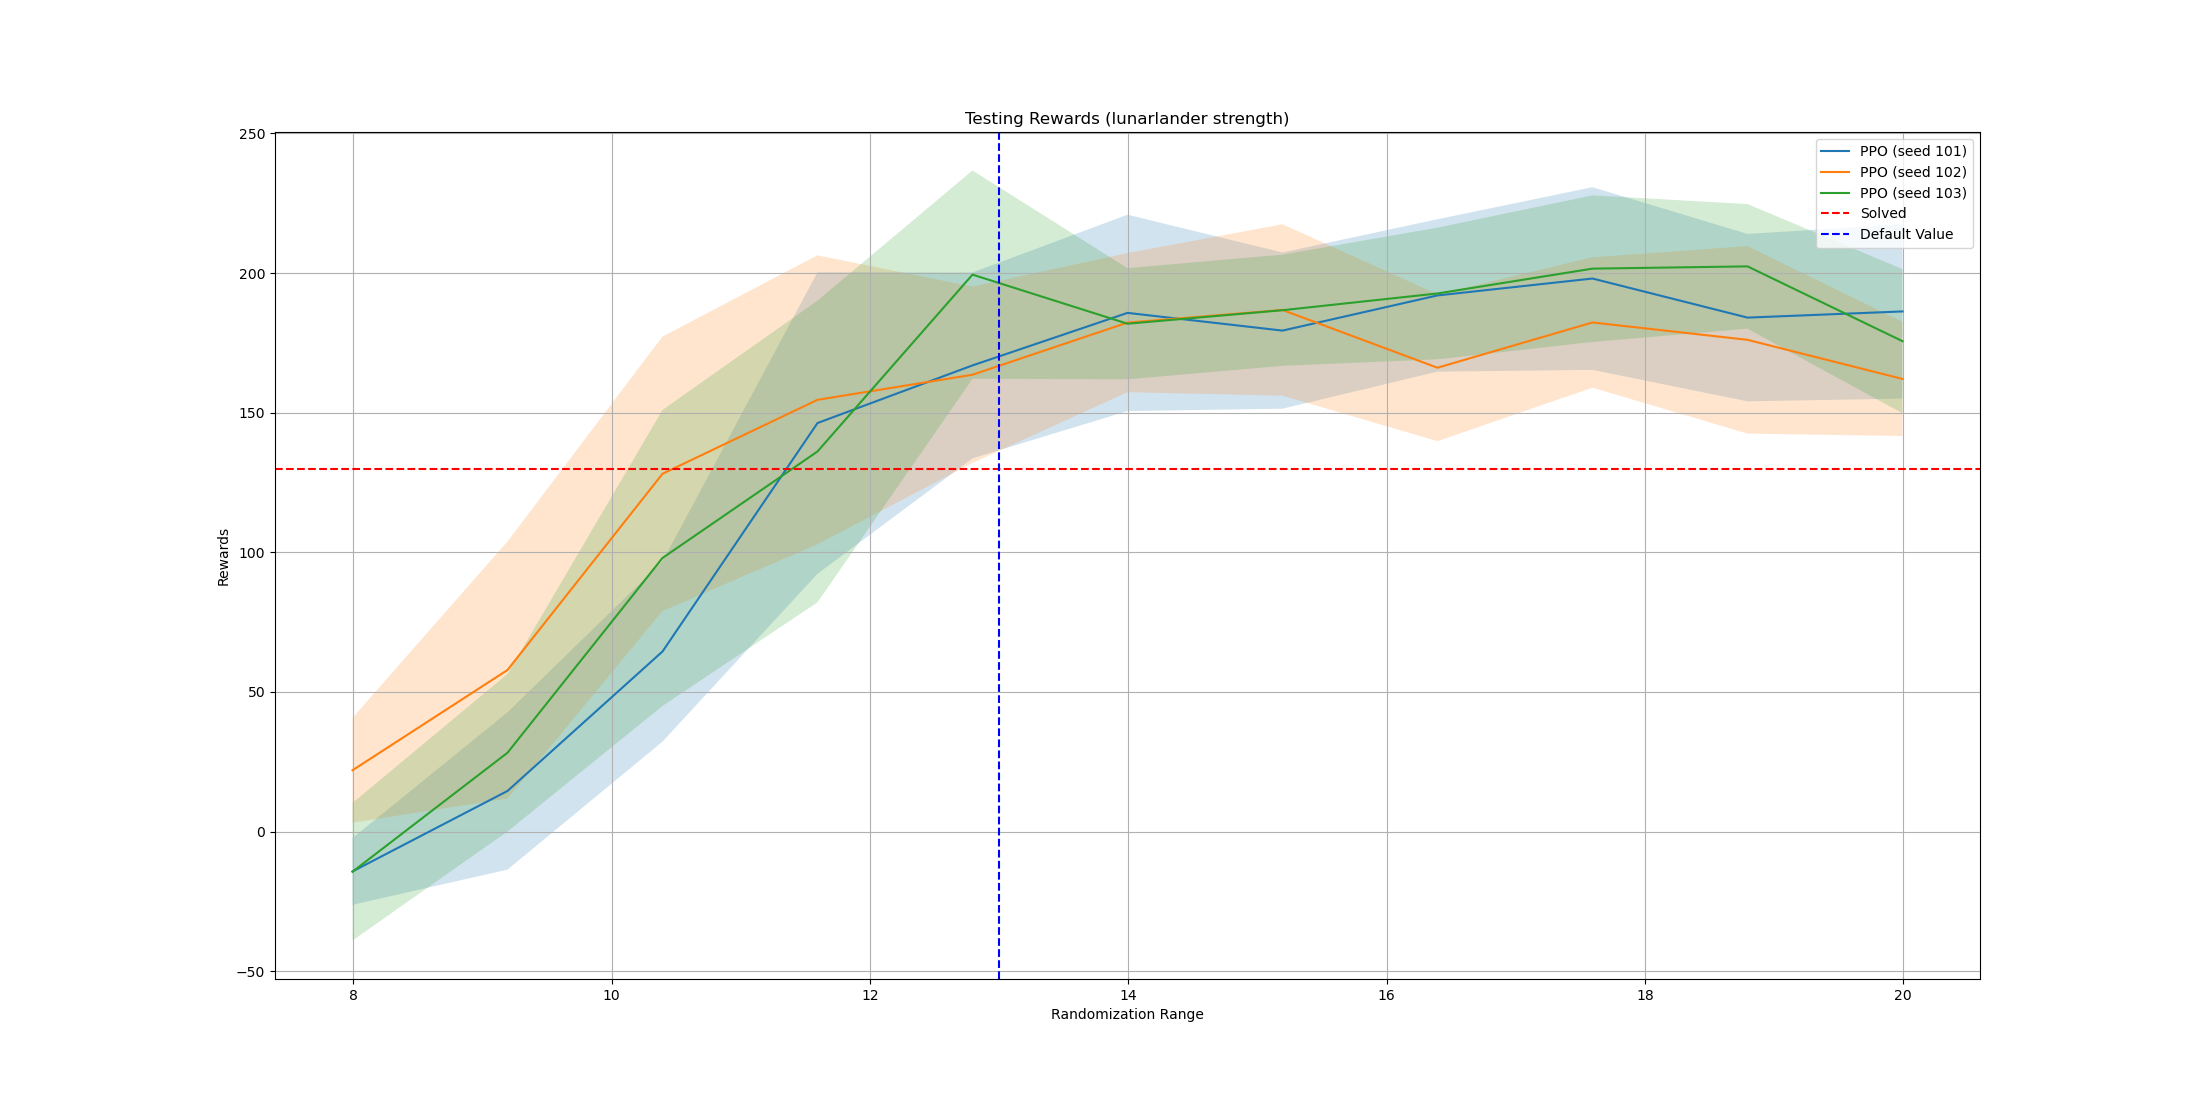 Testing Rewards (lunarlander strength)
250
200
150
100
50
0
−50
Rewards
PPO (seed 101)
PPO (seed 102)
PPO (seed 103)
Solved
Default Value
8
10
12
14
16
18
20
Randomization Range